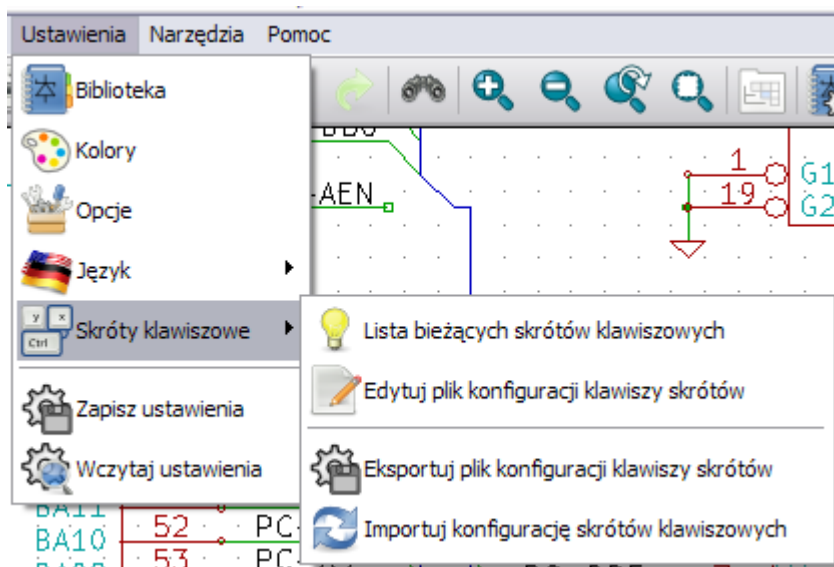 Ustawienia Narzędzia Pomoc
Biblioteka
Kolory
-AEN
1
G1
Opcje
19
G2
Język
y x
Ctrl
Skróty klawiszowe
Lista bieżących skrótów klawiszowych
Edytuj plik konfiguracji klawiszy skrótów
Zapisz ustawienia
Wczytaj ustawienia
Eksportuj plik konfiguracji klawiszy skrótów
Importuj konfigurację skrótów klawiszowych
BA11
52 PC-
BA10
53 PC-